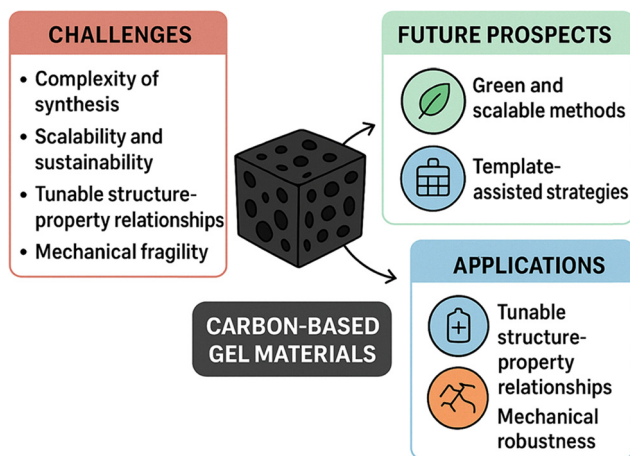 CHALLENGES
• Complexity of
synthesis
• Scalability and
sustainability
• Tunable structure-
property relationships
• Mechanical fragility
CARBON-BASED
GEL MATERIALS
FUTURE PROSPECTS
Green and
scalable methods
Template-
assisted strategies
APPLICATIONS
Tunable
structure-
property
relationships
Mechanical
robustness